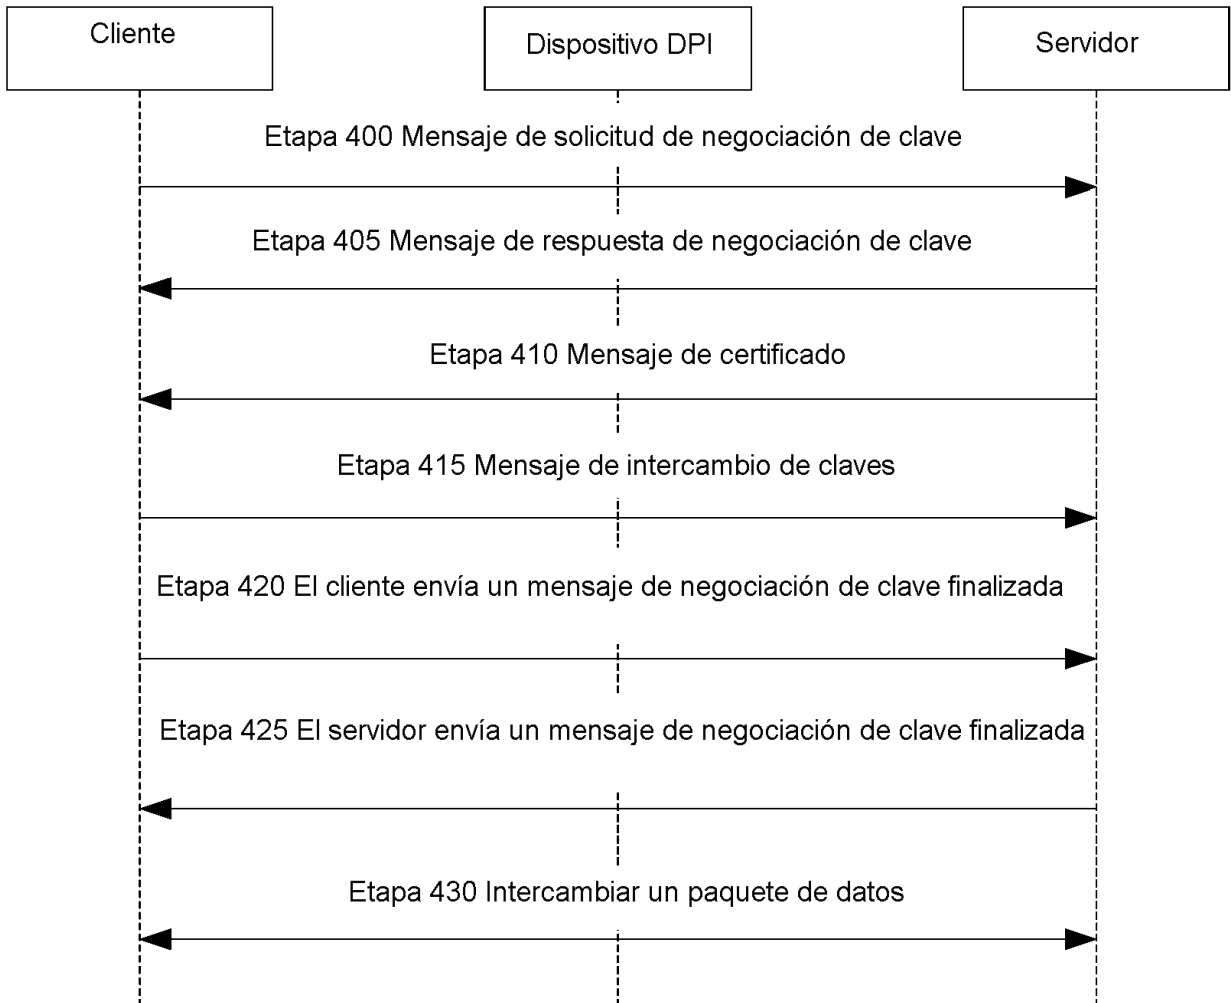 Cliente
Dispositivo DPI
Servidor
Etapa 400 Mensaje de solicitud de negociación de clave
Etapa 405 Mensaje de respuesta de negociación de clave
Etapa 410 Mensaje de certificado
Etapa 415 Mensaje de intercambio de claves
Etapa 420 El cliente envía un mensaje de negociación de clave finalizada
Etapa 425 El servidor envía un mensaje de negociación de clave finalizada
Etapa 430 Intercambiar un paquete de datos